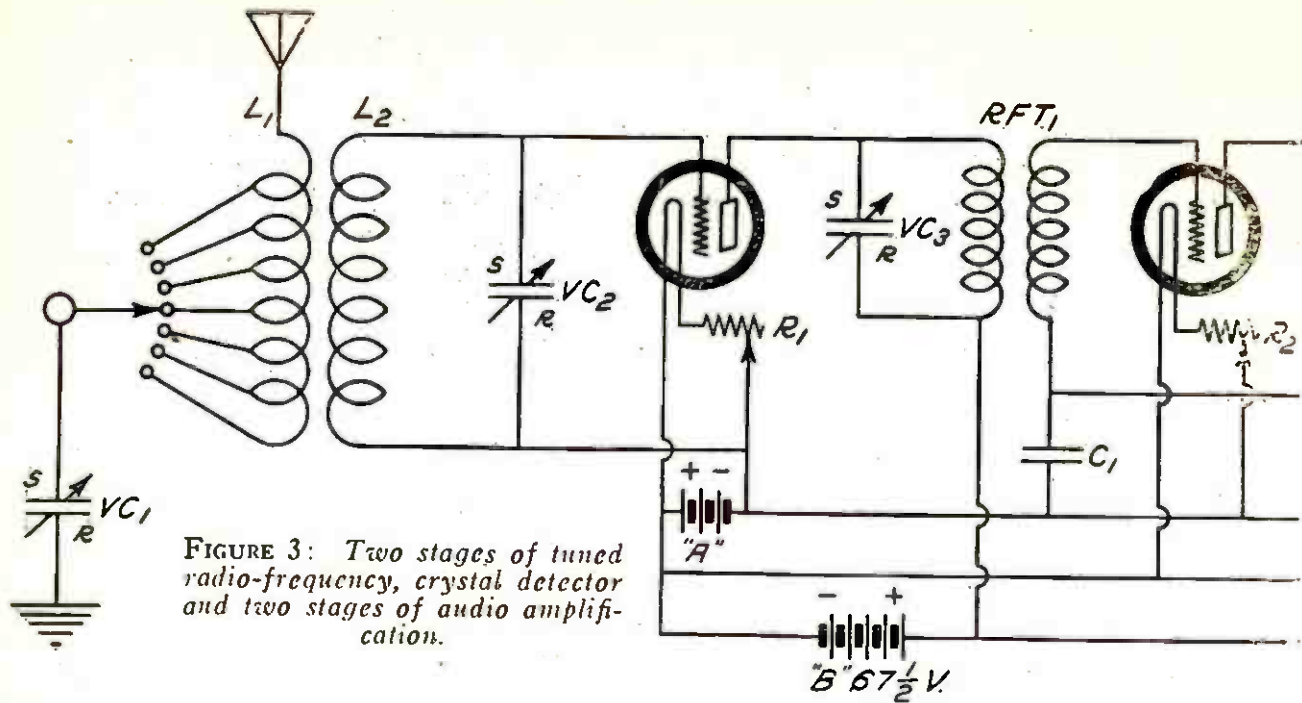 L1
L2
RFT1
S
VC3
R
S
VC2
R
R1
R2
C1
+ -
"A"
S
VC1
R
FIGURE 3: Two stages of tuned
radio-frequency, crystal detector
and two stages of audio amplifi-
cation.
- +
"B" 67 1/2 V.